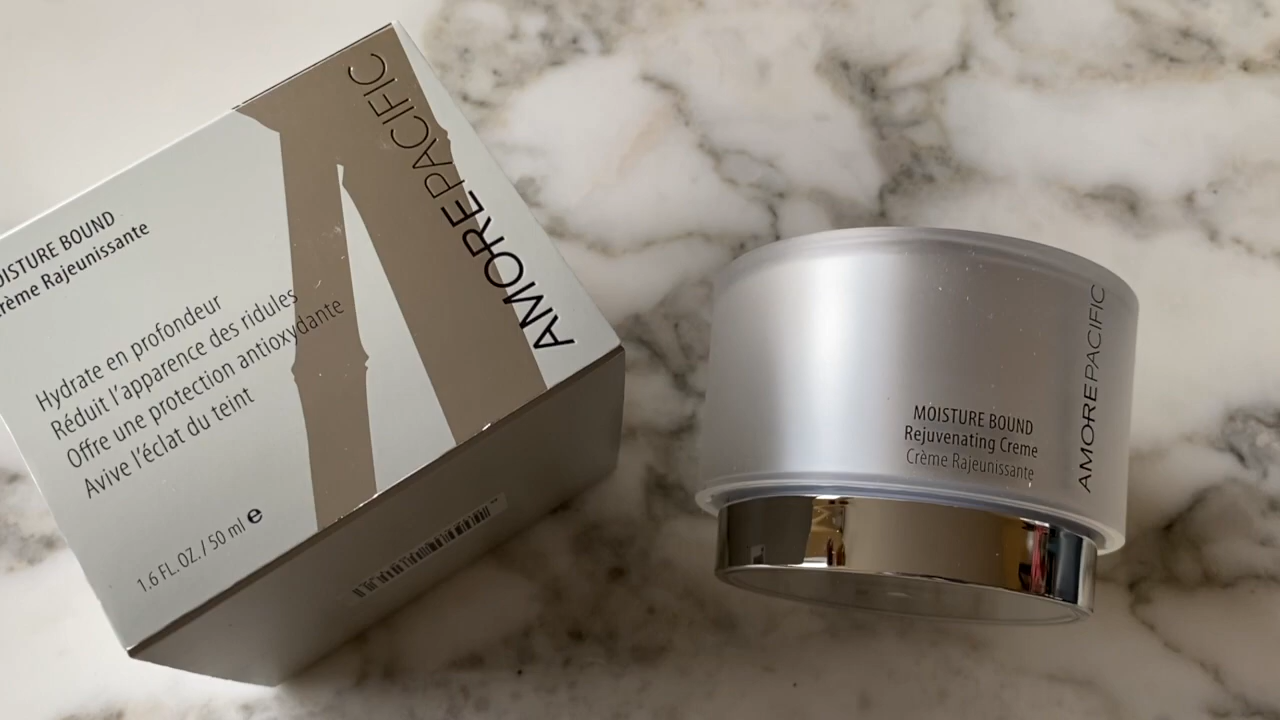 AMOREPACIFIC
OISTURE BOUND
rème Rajeunissante
Hydrate en profondeur
Réduit l'apparence des ridules
Offre une protection antioxydante
Avive l'éclat du teint
1.6 FL.OZ. / 50 ml e
AMOREPACIFIC
MOISTURE BOUND
Rejuvenating Creme
Crème Rajeunissante